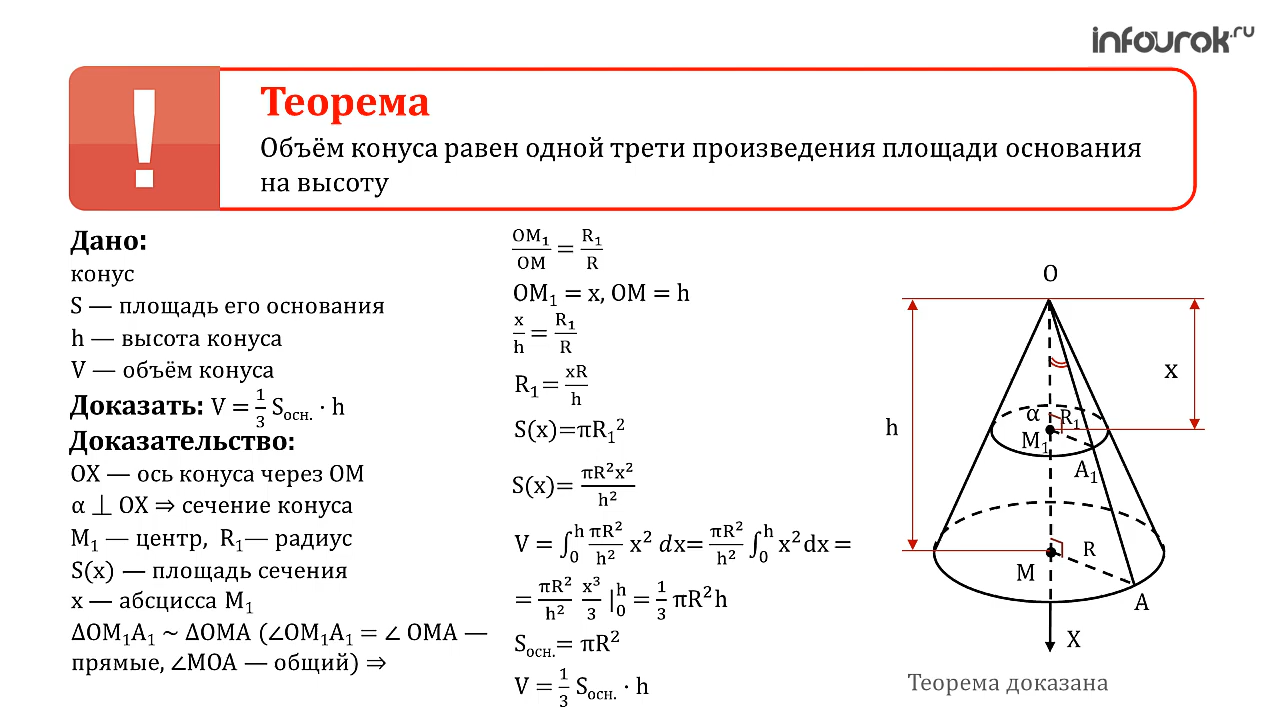 infourok.ru
!
Теорема
Объём конуса равен одной трети произведения площади основания
на высоту
Дано:
конус
S — площадь его основания
h — высота конуса
V — объём конуса
Доказать: V = 1/3 Sосн. · h
Доказательство:
OX — ось конуса через OM
α ⊥ OX ⇒ сечение конуса
M₁ — центр, R₁— радиус
S(x) — площадь сечения
x — абсцисса M₁
ΔOM₁A₁ ~ ΔOMA (∠OM₁A₁ = ∠ OMA —
прямые, ∠MOA — общий) ⇒
OM₁/OM = R₁/R
OM₁ = x, OM = h
x/h = R₁/R
R₁= xR/h
S(x)=πR₁²
S(x)= πR²x²/h²
V = ∫₀ʰ πR²/h² x² dx= πR²/h² ∫₀ʰ x²dx =
= πR²/h² x³/3 |₀ʰ = 1/3 πR²h
Sосн.= πR²
V = 1/3 Sосн. · h
O
x
h
α
R₁
M₁
A₁
R
M
A
X
Теорема доказана